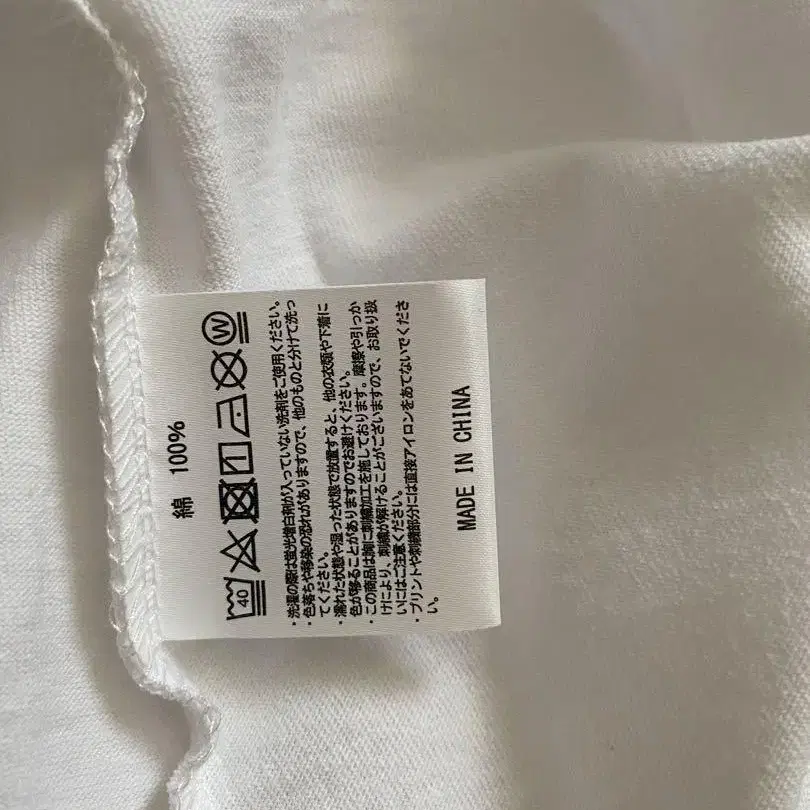 綿 100%
40 W
・洗濯の際は蛍光増白剤が入っていない洗剤をご使用ください。
・色落ちや移染の恐れがありますので、他のものと分けて洗っ
てください。
・濡れた状態や湿った状態で放置すると、他の衣類や下着に
色が移ることがありますのでお避けください。
・この商品は胸に刺繍加工を施しております。摩擦や引っか
けにより、刺繍が解けることがございますので、お取り扱
いにはご注意ください。
・プリントや刺繍部分には直接アイロンをあてないでくださ
い。
MADE IN CHINA